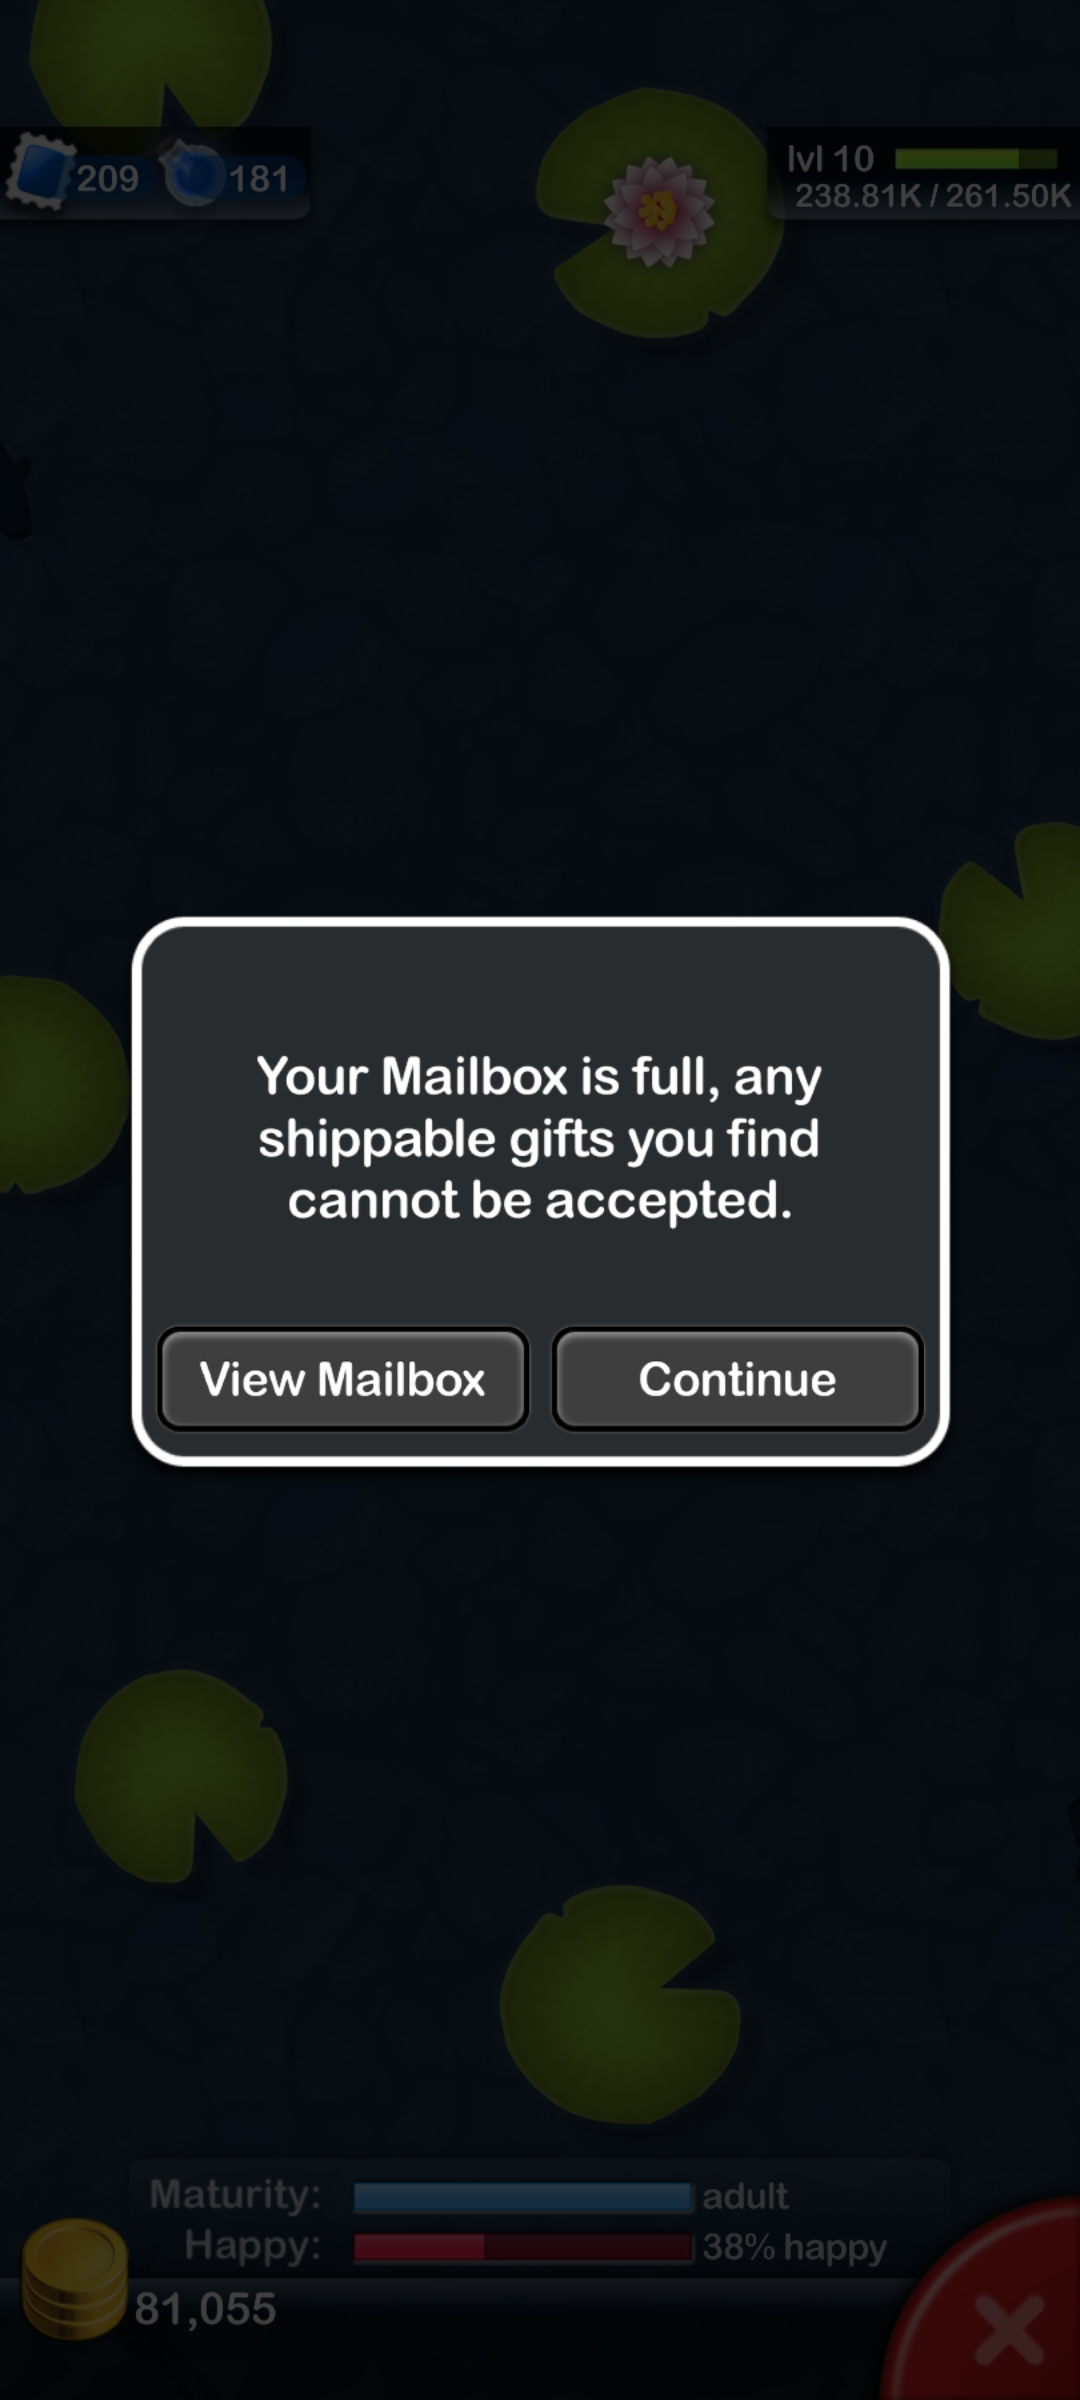 209 181
lvl 10
238.81K / 261.50K
Your Mailbox is full, any
shippable gifts you find
cannot be accepted.
View Mailbox Continue
Maturity: adult
Happy: 38% happy
81,055